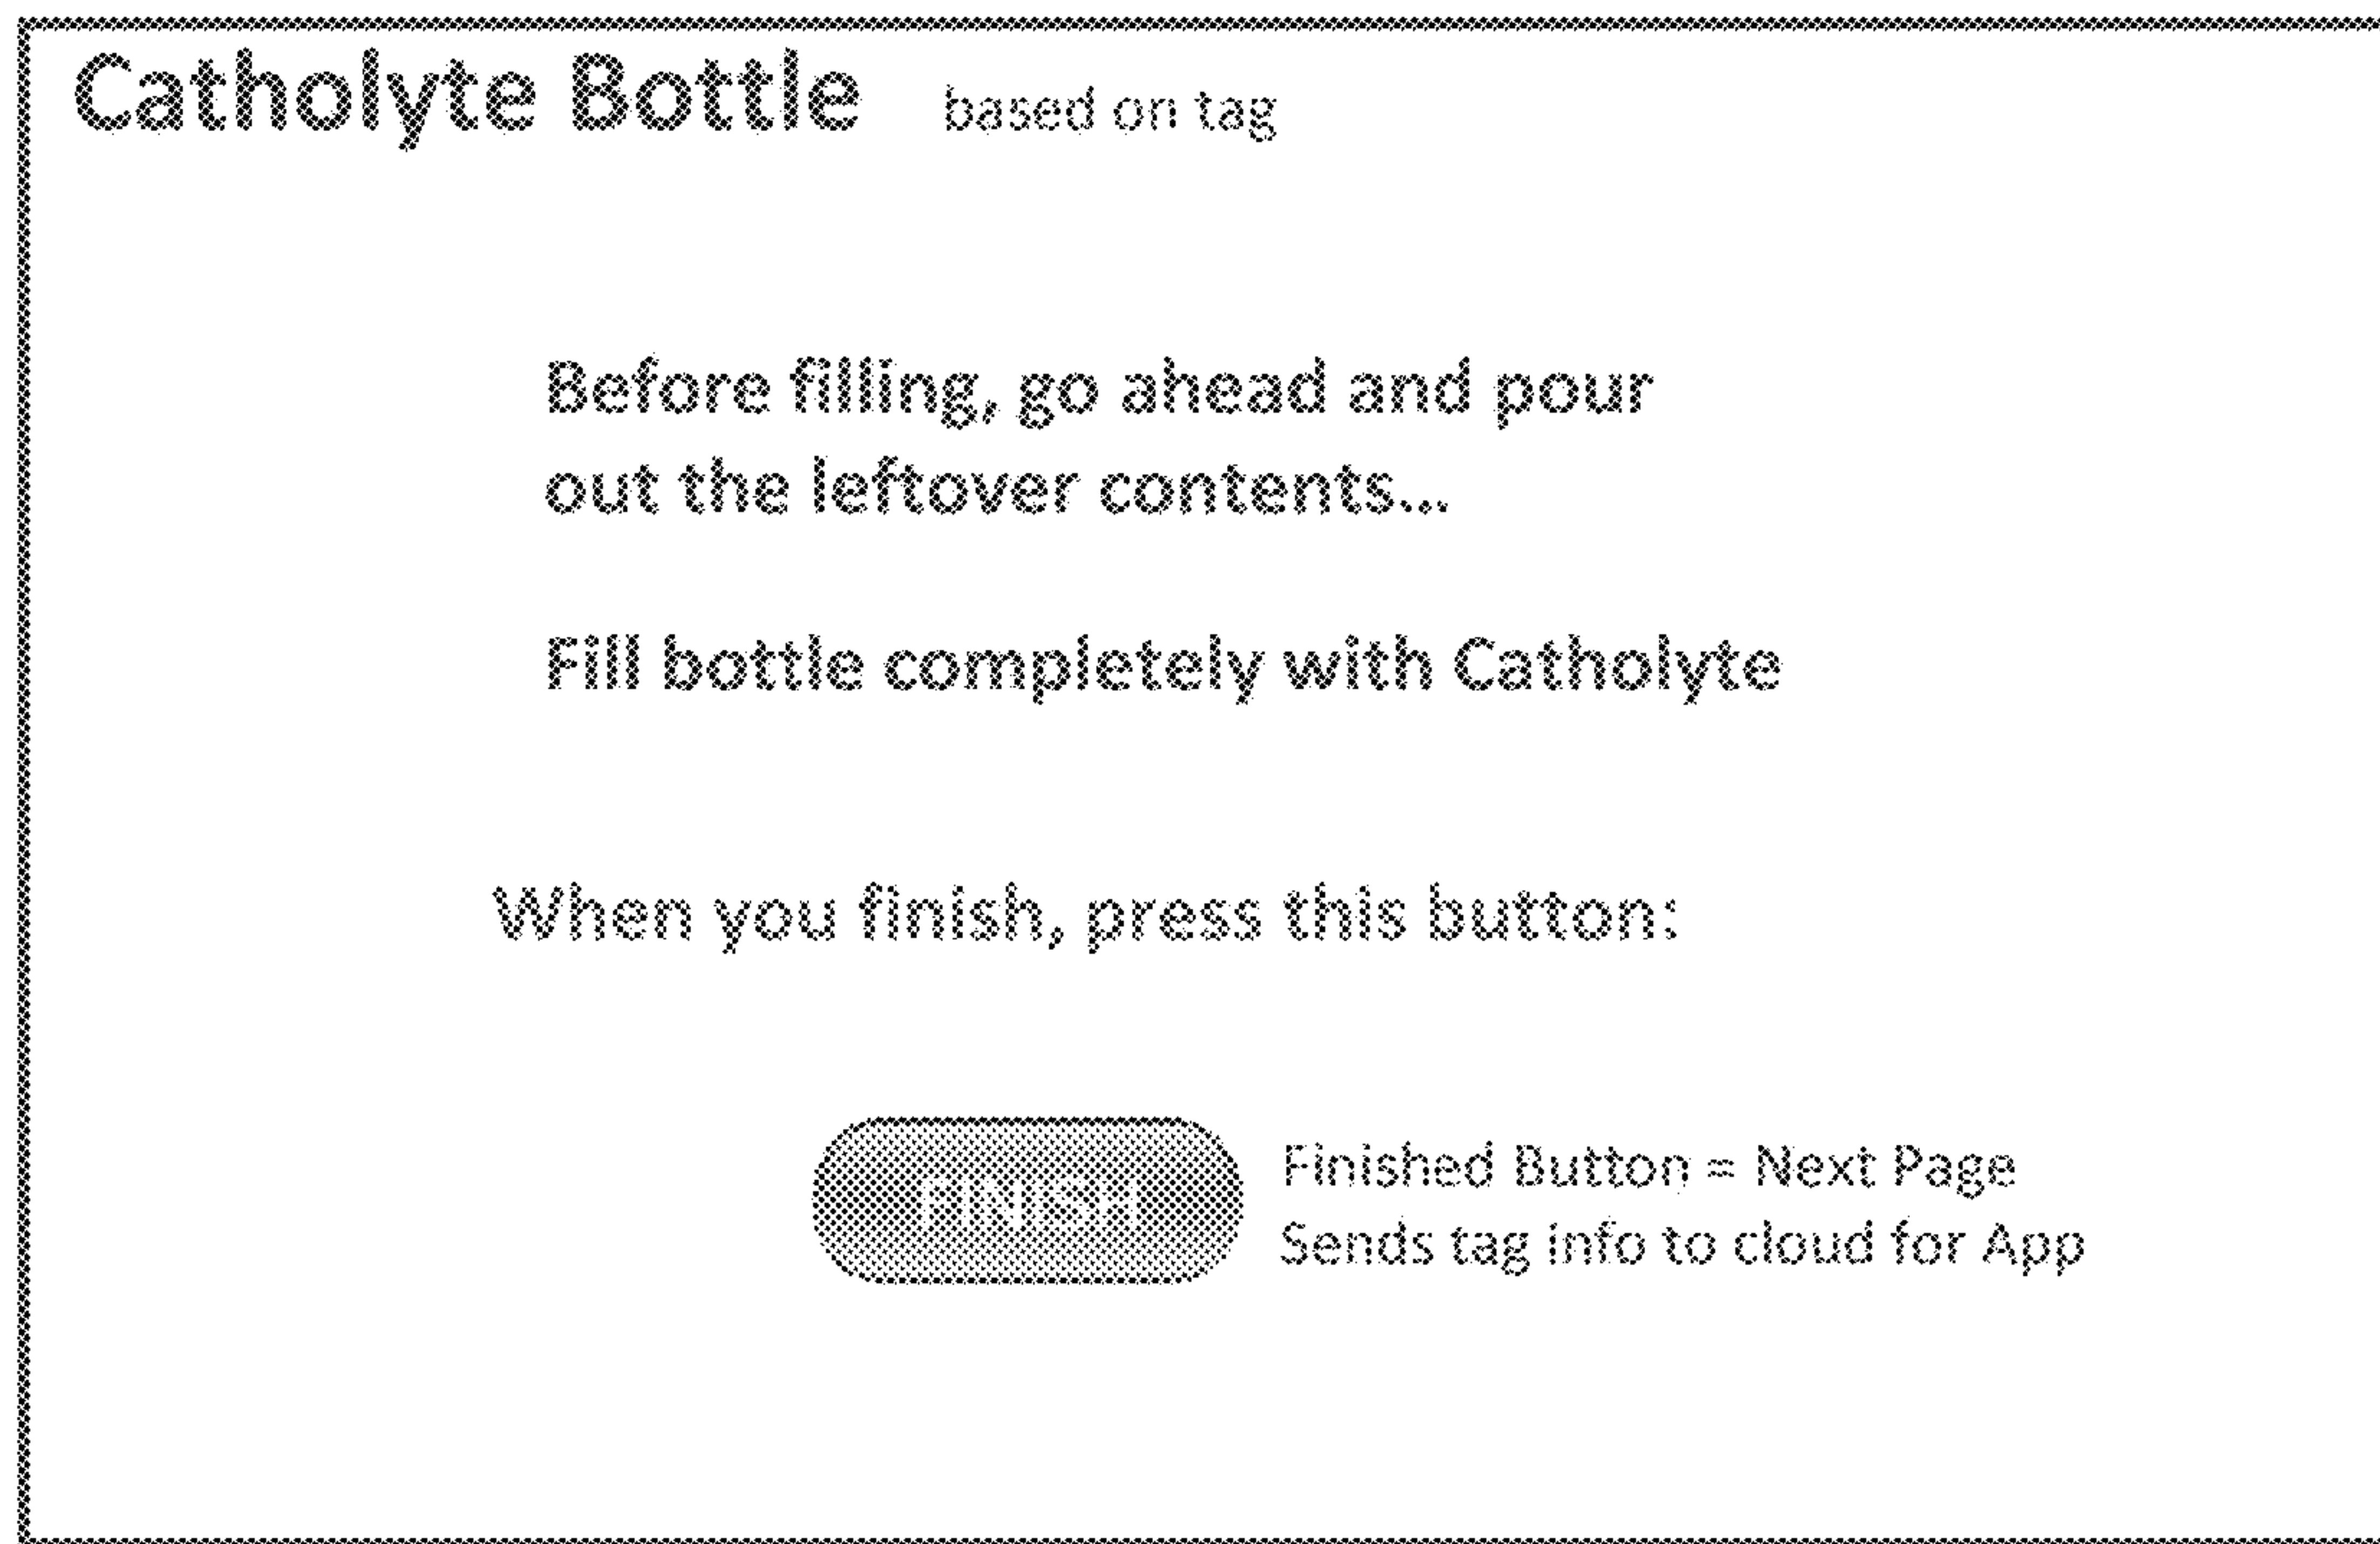 Catholyte Bottle based on tag
Before filling, go ahead and pour
out the leftover contents...
Fill bottle completely with Catholyte
When you finish, press this button:
FINISH
Finished Button = Next Page
Sends tag info to cloud for App